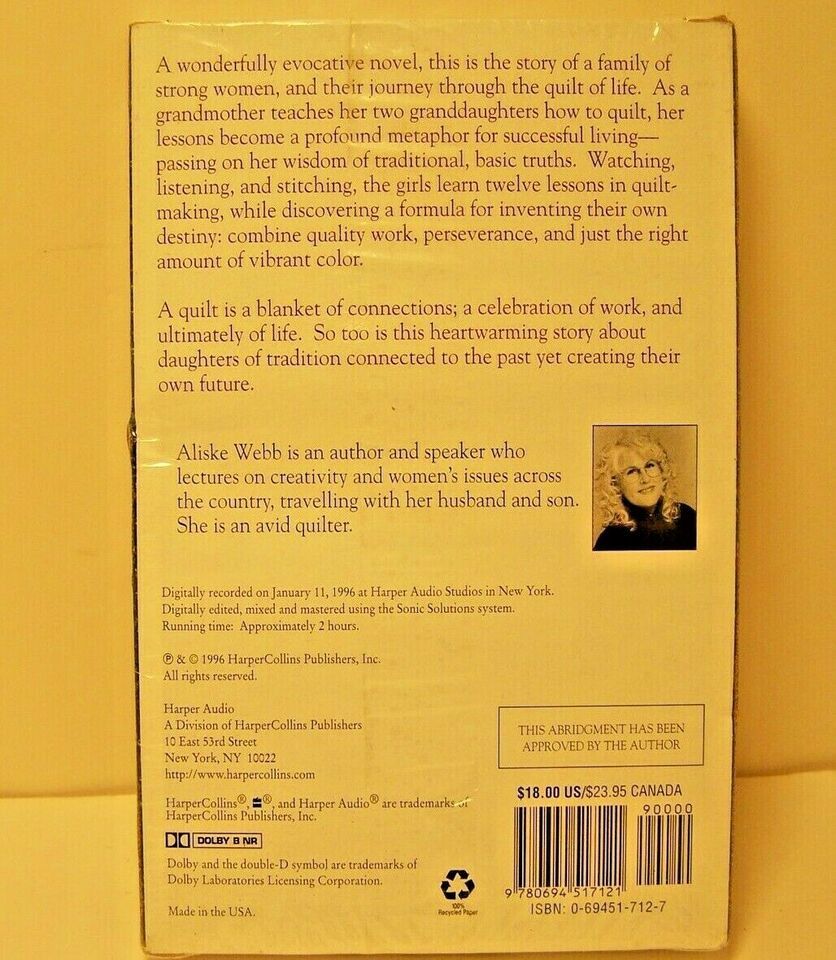 A wonderfully evocative novel, this is the story of a family of
strong women, and their journey through the quilt of life. As a
grandmother teaches her two granddaughters how to quilt, her
lessons become a profound metaphor for successful living—
passing on her wisdom of traditional, basic truths. Watching,
listening, and stitching, the girls learn twelve lessons in quilt-
making, while discovering a formula for inventing their own
destiny: combine quality work, perseverance, and just the right
amount of vibrant color.
A quilt is a blanket of connections; a celebration of work, and
ultimately of life. So too is this heartwarming story about
daughters of tradition connected to the past yet creating their
own future.
Aliske Webb is an author and speaker who
lectures on creativity and women's issues across
the country, travelling with her husband and son.
She is an avid quilter.
Digitally recorded on January 11, 1996 at Harper Audio Studios in New York.
Digitally edited, mixed and mastered using the Sonic Solutions system.
Running time: Approximately 2 hours.
℗ & © 1996 HarperCollins Publishers, Inc.
All rights reserved.
Harper Audio
A Division of HarperCollins Publishers
10 East 53rd Street
New York, NY 10022
http://www.harpercollins.com
HarperCollins®, ®, and Harper Audio® are trademarks of
HarperCollins Publishers, Inc.
DOLBY B NR
Dolby and the double-D symbol are trademarks of
Dolby Laboratories Licensing Corporation.
Made in the USA.
100%
Recycled Paper
THIS ABRIDGMENT HAS BEEN
APPROVED BY THE AUTHOR
$18.00 US/$23.95 CANADA
90000
9 780694 517121
ISBN: 0-69451-712-7